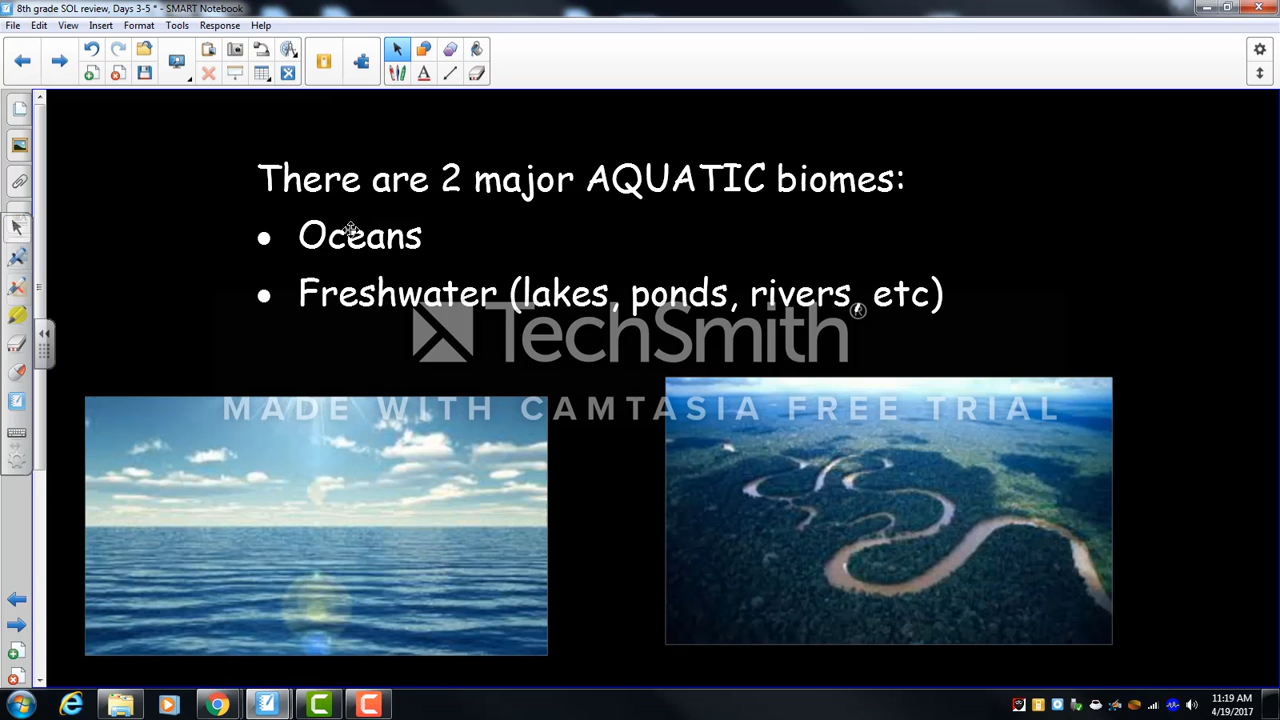 8th grade SOL review, Days 3-5 * - SMART Notebook
File Edit View Insert Format Tools Response Help
There are 2 major AQUATIC biomes:
• Oceans
• Freshwater (lakes, ponds, rivers, etc)
TechSmith®
MADE WITH CAMTASIA FREE TRIAL
11:19 AM
4/19/2017